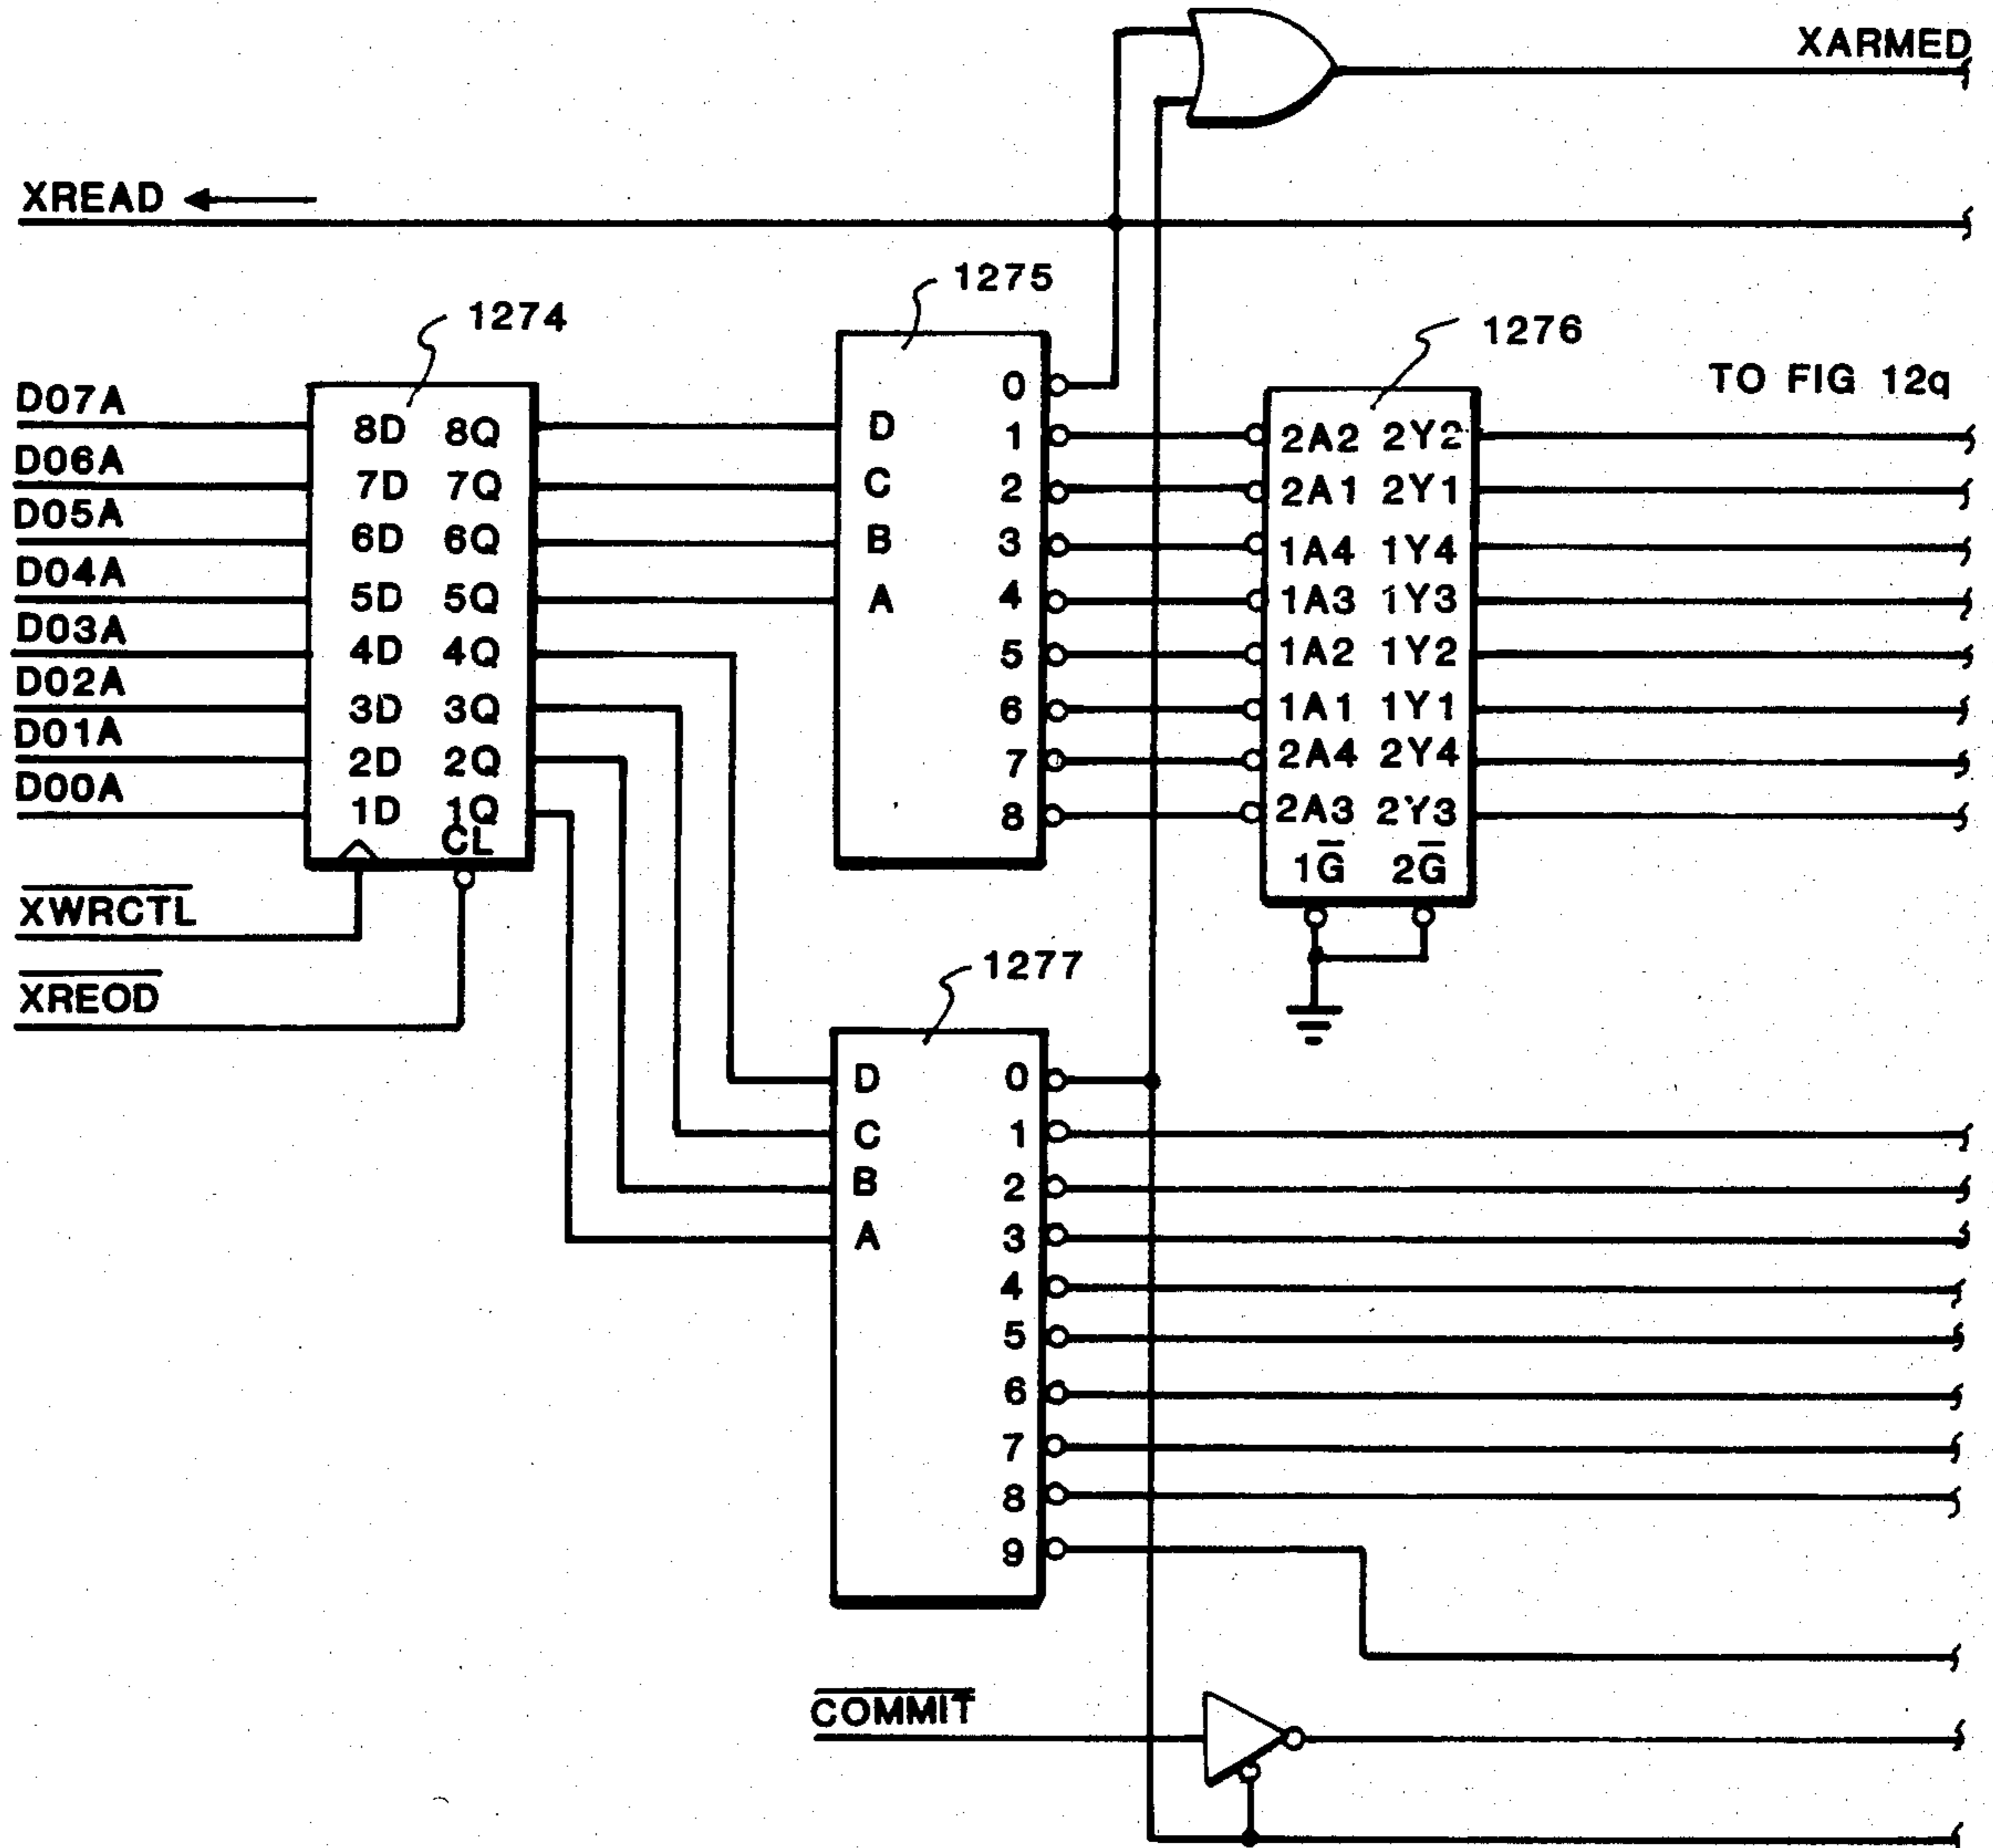 XARMED
XREAD
1275
1274
1276
TO FIG 12q
D07A
D06A
D05A
D04A
D03A
D02A
D01A
D00A
8D 8Q
7D 7Q
6D 6Q
5D 5Q
4D 4Q
3D 3Q
2D 2Q
1D 1Q
CL
XWRCTL
XREOD
D
C
B
A
0
1
2
3
4
5
6
7
8
2A2 2Y2
2A1 2Y1
1A4 1Y4
1A3 1Y3
1A2 1Y2
1A1 1Y1
2A4 2Y4
2A3 2Y3
1G 2G
1277
D
C
B
A
0
1
2
3
4
5
6
7
8
9
COMMIT